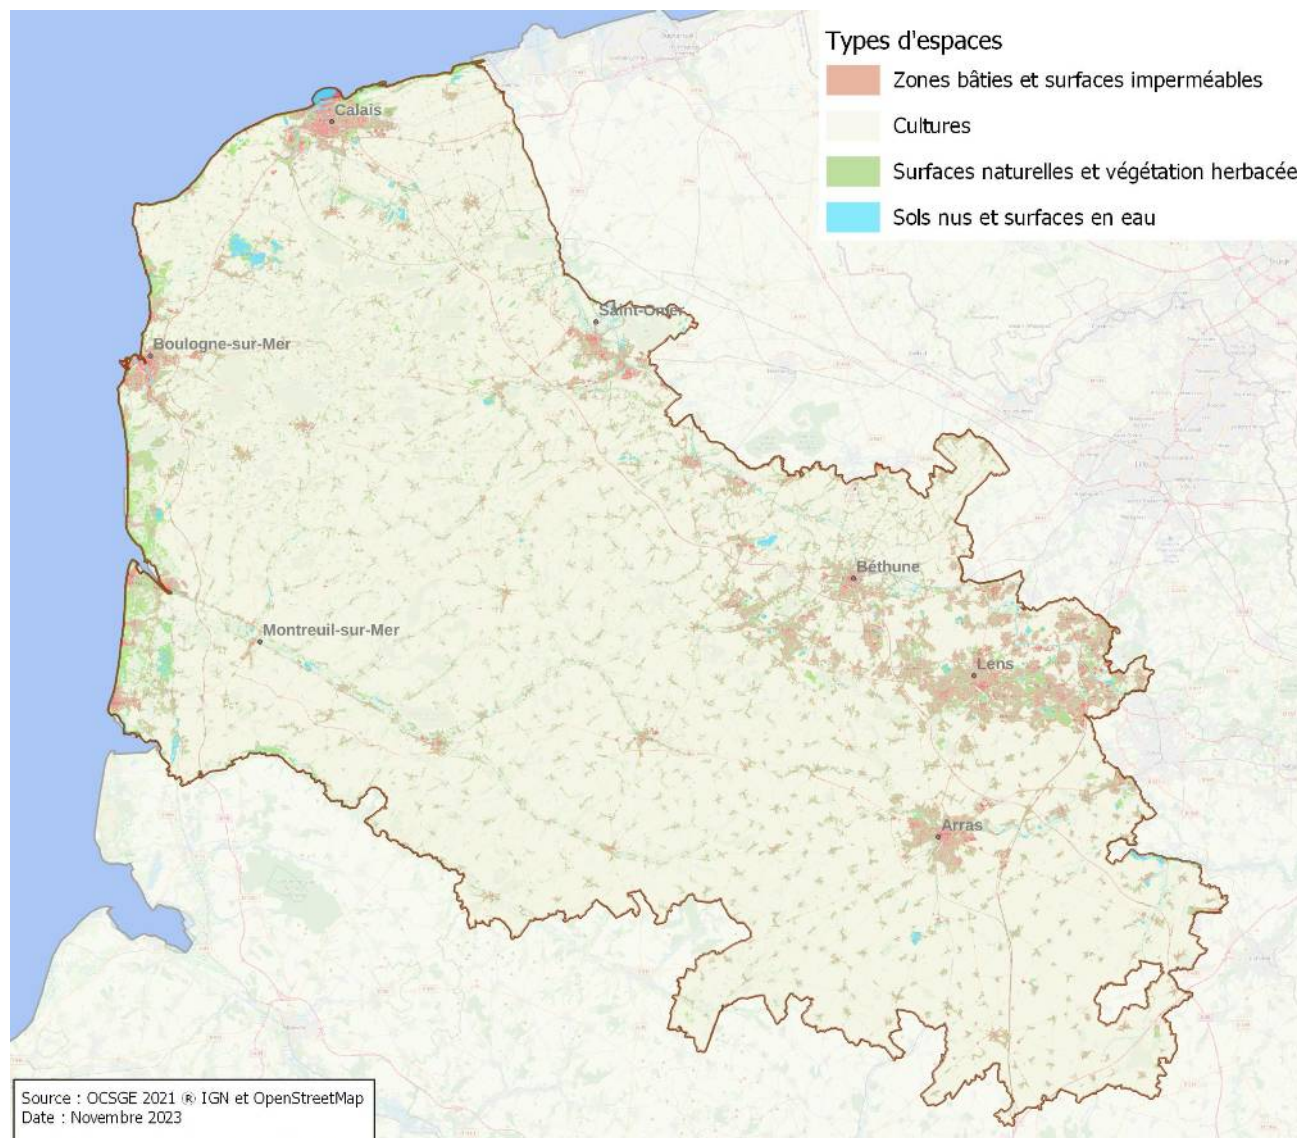 Types d'espaces
Zones bâties et surfaces imperméables
Cultures
Surfaces naturelles et végétation herbacée
Sols nus et surfaces en eau
Calais
Saint-Omer
Boulogne-sur-Mer
Béthune
Montreuil-sur-Mer
Lens
Arras
Source : OCSGE 2021 ® IGN et OpenStreetMap
Date : Novembre 2023